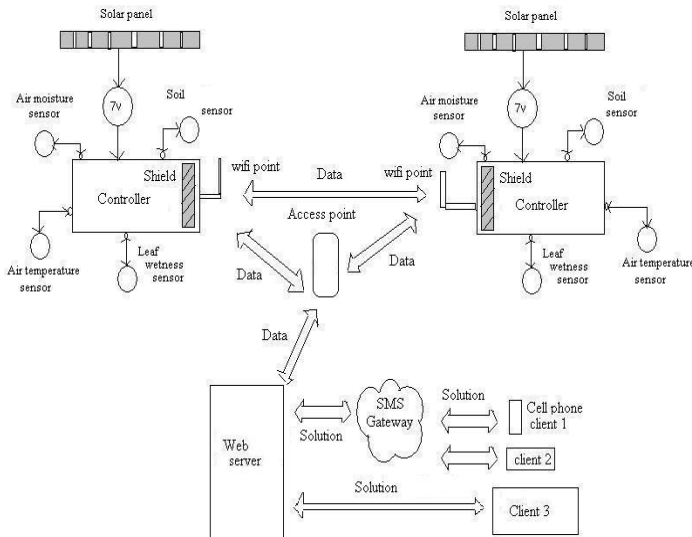 Solar panel
Solar panel
7v
7v
Air moisture
sensor
Soil
sensor
Air moisture
sensor
Soil
sensor
Shield
Controller
wifi point
Data
wifi point
Shield
Controller
Access point
Air temperature
sensor
Leaf
wetness
sensor
Data
Data
Leaf
wetness
sensor
Air temperature
sensor
Data
Web
server
Solution
SMS
Gateway
Solution
Cell phone
client 1
client 2
Solution
Client 3